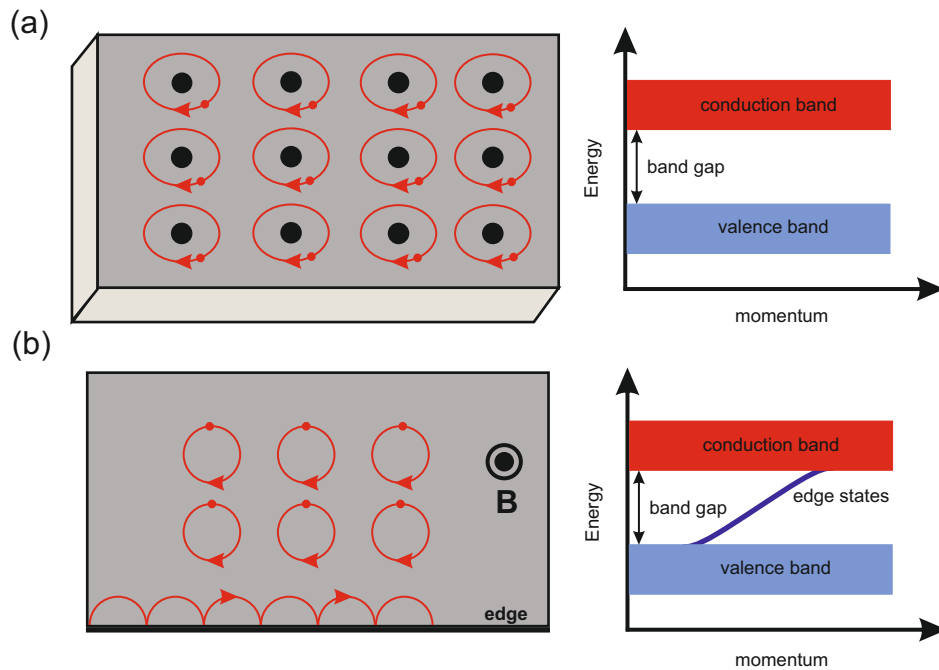 (a)
Energy
conduction band
band gap
valence band
momentum
(b)
B
edge
Energy
conduction band
edge states
band gap
valence band
momentum